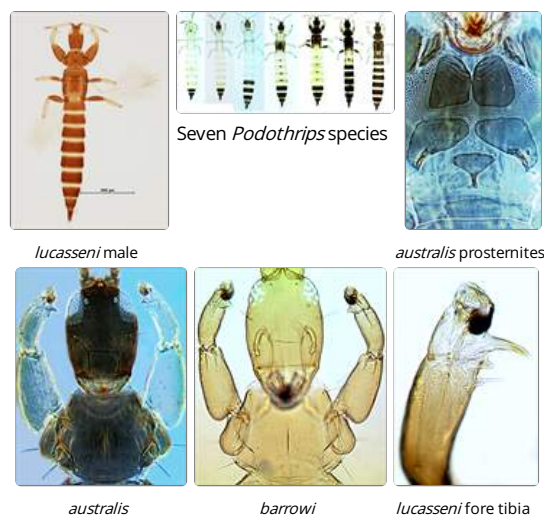 Seven Podothrips species
lucasseni male
australis prosternites
australis
barrowi
lucasseni fore tibia